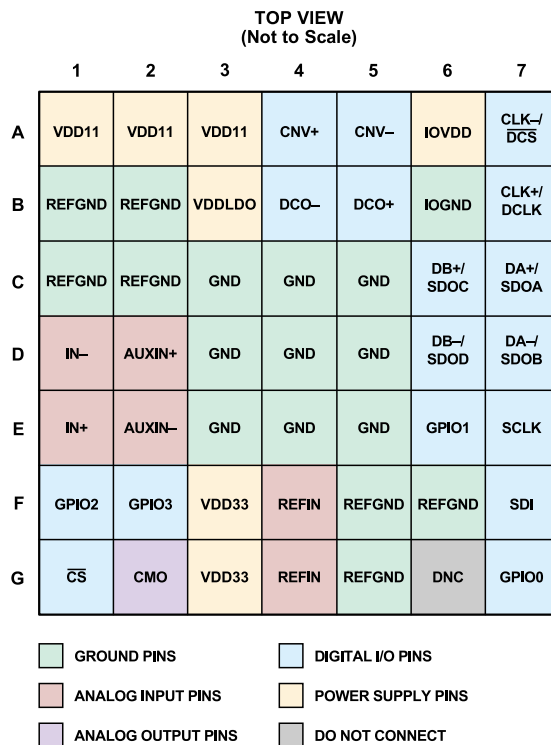 TOP VIEW
(Not to Scale)
1 2 3 4 5 6 7
A VDD11 VDD11 VDD11 CNV+ CNV– IOVDD CLK–/
DCS
B REFGND REFGND VDDLDO DCO– DCO+ IOGND CLK+/
DCLK
C REFGND REFGND GND GND GND DB+/
SDOC DA+/
SDOA
D IN– AUXIN+ GND GND GND DB–/
SDOD DA–/
SDOB
E IN+ AUXIN– GND GND GND GPIO1 SCLK
F GPIO2 GPIO3 VDD33 REFIN REFGND REFGND SDI
G CS CMO VDD33 REFIN REFGND DNC GPIO0
GROUND PINS
DIGITAL I/O PINS
ANALOG INPUT PINS
POWER SUPPLY PINS
ANALOG OUTPUT PINS
DO NOT CONNECT